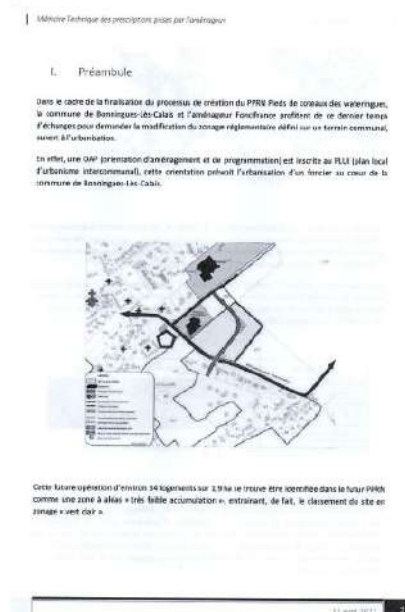 Mémoire Technique des prescriptions prises par l'aménageur
I. Préambule
Dans le cadre de la finalisation du processus de création du PPRN Pieds de coteaux des wateringues,
la commune de Bonningues-Lès-Calais et l'aménageur Foncifrance profitent de ce dernier temps
d'échanges pour demander la modification du zonage réglementaire défini sur un terrain communal,
ouvert à l'urbanisation.
En effet, une OAP (orientation d'aménagement et de programmation) est inscrite au PLUI (plan local
d'urbanisme intercommunal), cette orientation prévoit l'urbanisation d'un foncier au cœur de la
commune de Bonningues-Lès-Calais.
Cette future opération d'environ 34 logements sur 1,9 ha se trouve être identifiée dans le futur PPRN
comme une zone à aléas « très faible accumulation », entrainant, de fait, le classement du site en
zonage « vert clair ».